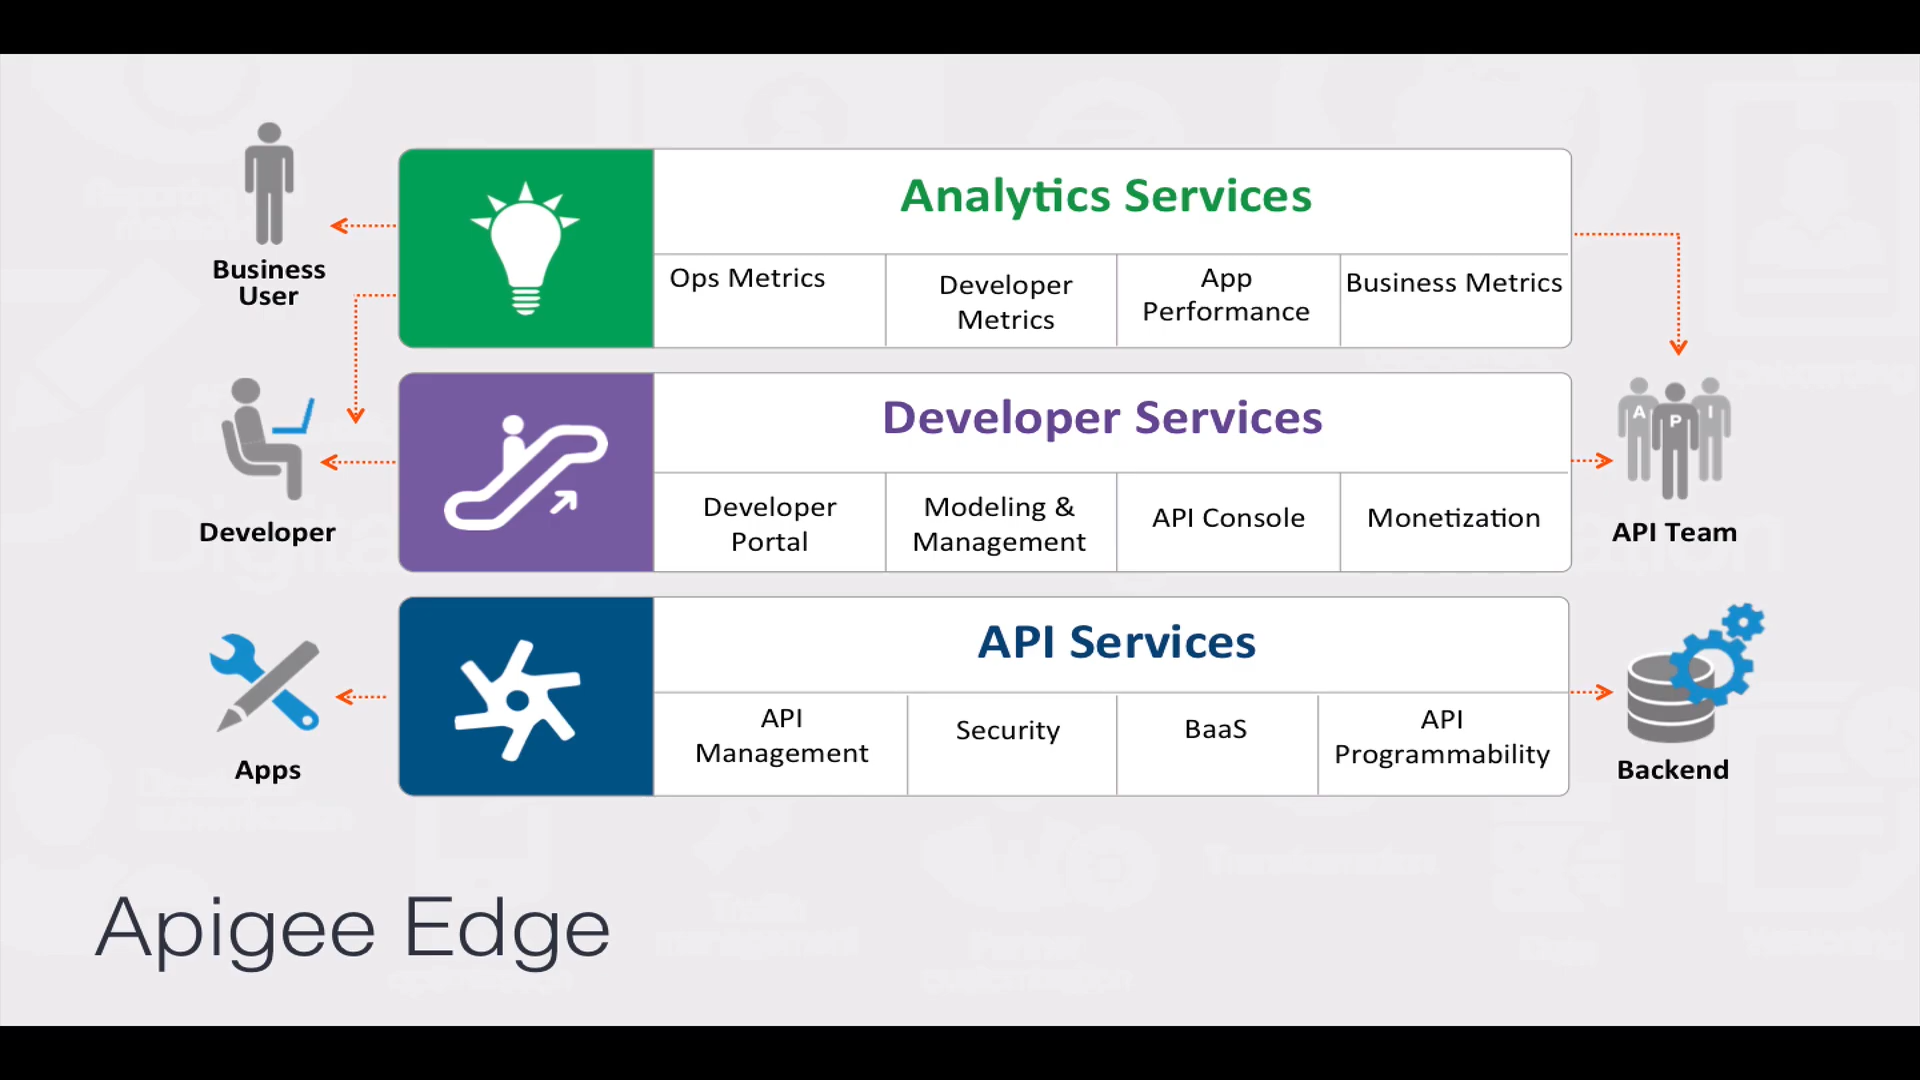 Business
User
Analytics Services
Ops Metrics
Developer
Metrics
App
Performance
Business Metrics
Developer
Developer Services
Developer
Portal
Modeling &
Management
API Console
Monetization
A P I
API Team
Apps
API Services
API
Management
Security
BaaS
API
Programmability
Backend
Apigee Edge